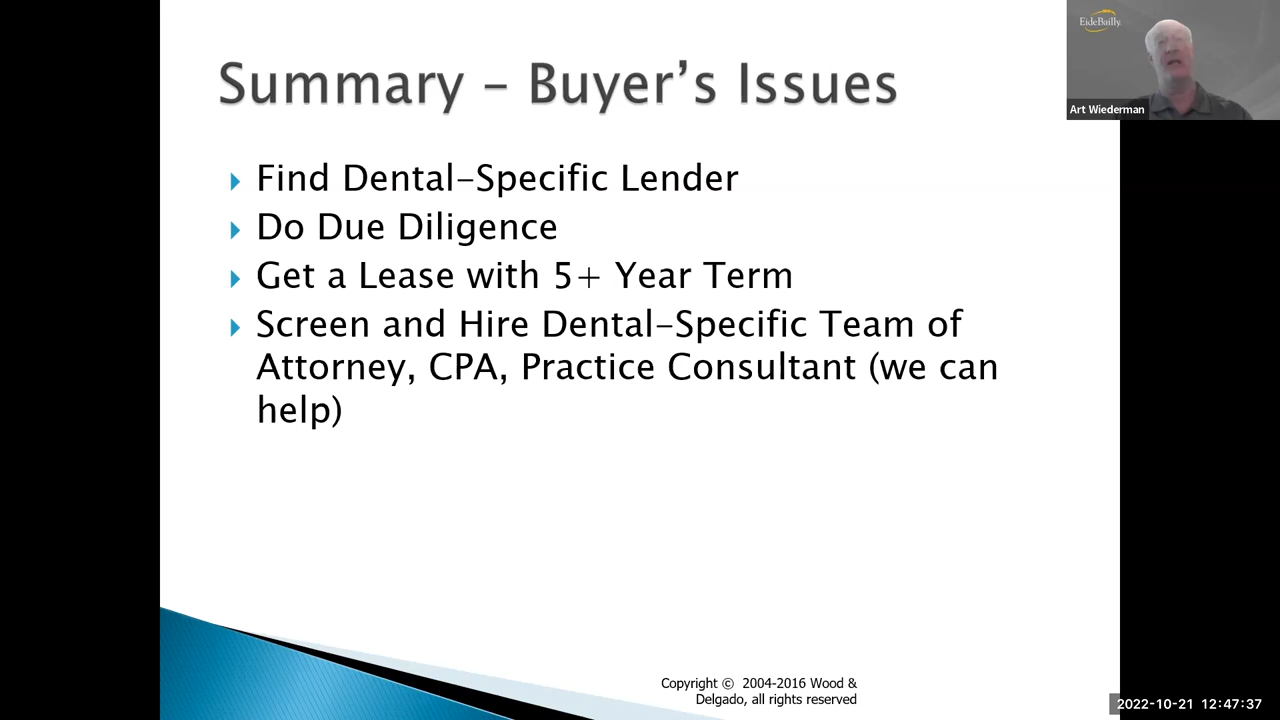 Summary – Buyer's Issues
Find Dental-Specific Lender
Do Due Diligence
Get a Lease with 5+ Year Term
Screen and Hire Dental-Specific Team of
Attorney, CPA, Practice Consultant (we can
help)
Copyright © 2004-2016 Wood &
Delgado, all rights reserved
EideBailly
Art Wiederman
2022-10-21 12:47:37